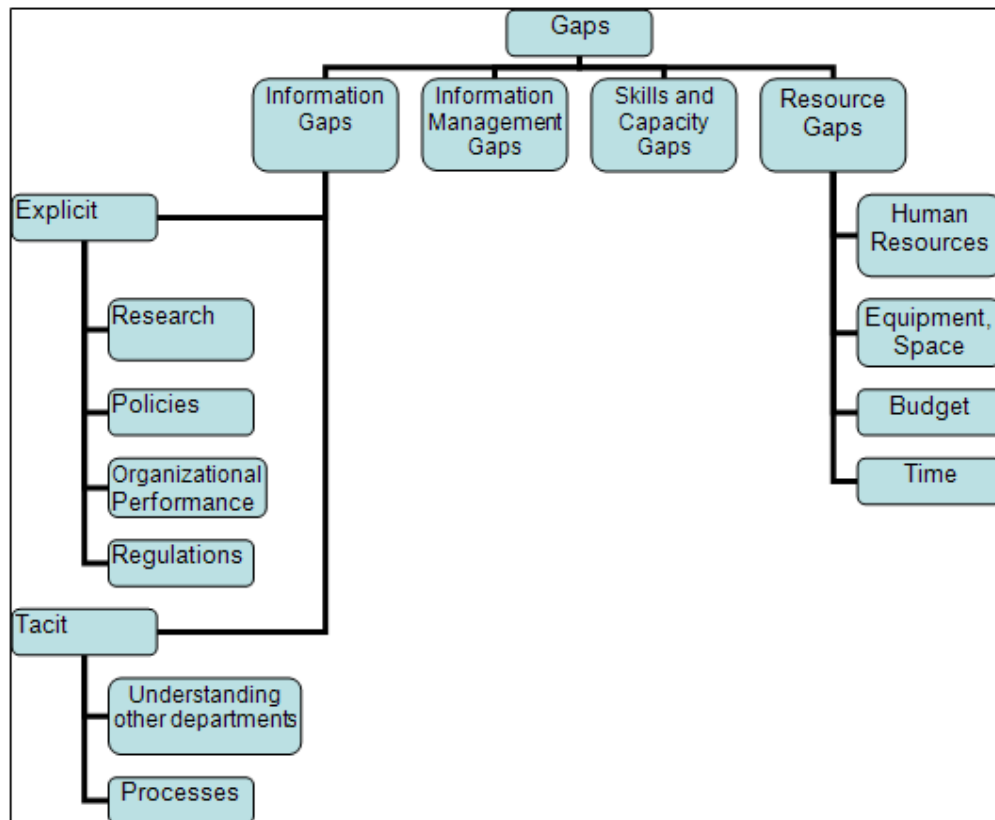 Gaps
Information
Gaps
Information
Management
Gaps
Skills and
Capacity
Gaps
Resource
Gaps
Explicit
Research
Policies
Organizational
Performance
Regulations
Tacit
Understanding
other departments
Processes
Human
Resources
Equipment,
Space
Budget
Time